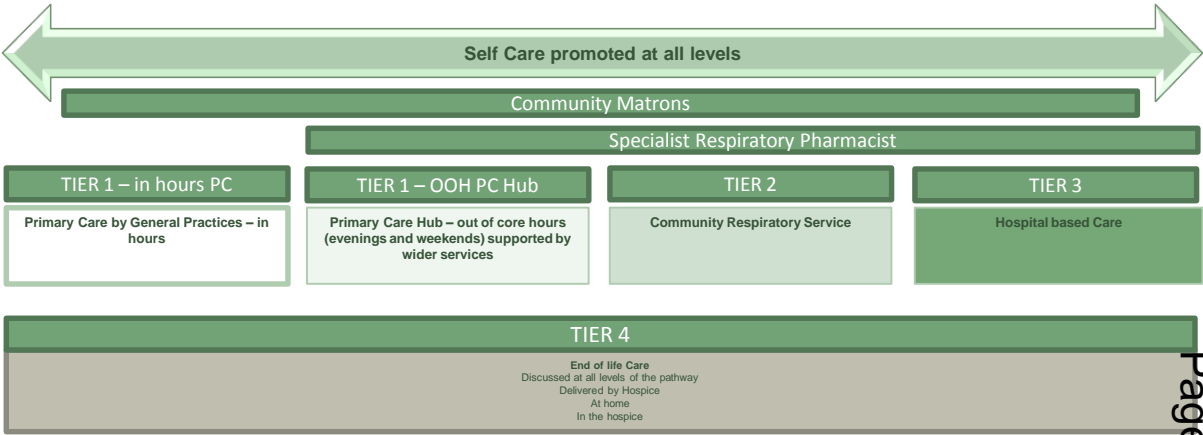 Self Care promoted at all levels
Community Matrons
Specialist Respiratory Pharmacist
TIER 1 – in hours PC
Primary Care by General Practices – in
hours
TIER 1 – OOH PC Hub
Primary Care Hub – out of core hours
(evenings and weekends) supported by
wider services
TIER 2
Community Respiratory Service
TIER 3
Hospital based Care
TIER 4
End of life Care
Discussed at all levels of the pathway
Delivered by Hospice
At home
In the hospice
Page